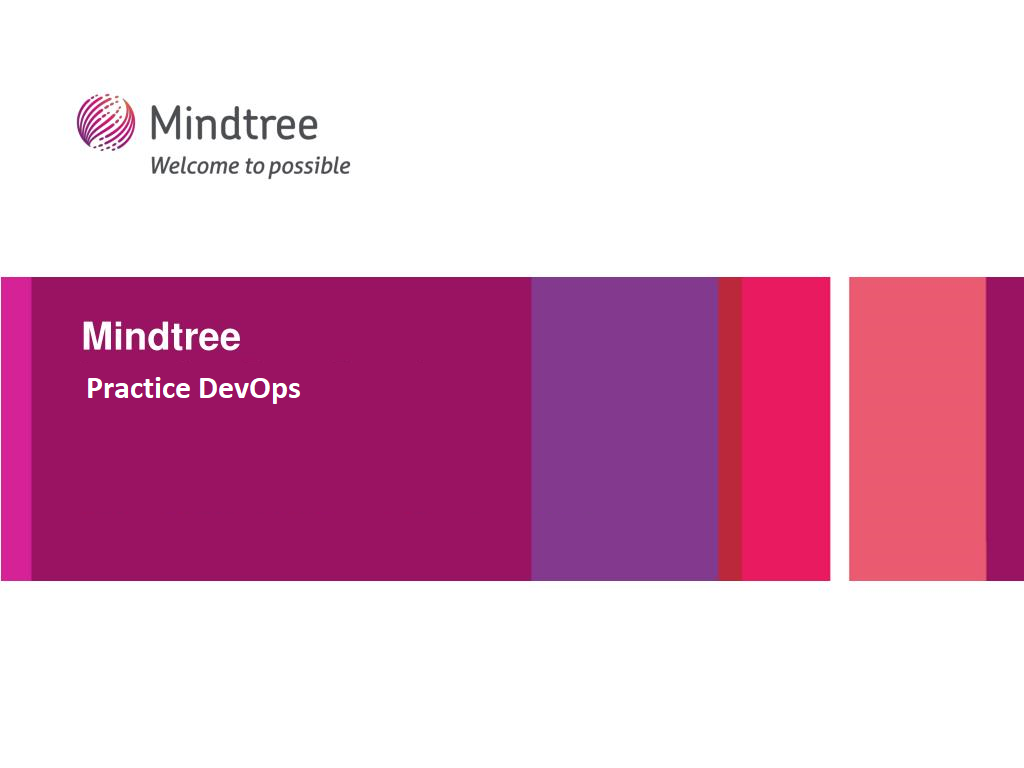 Mindtree
Welcome to possible
Mindtree
Practice DevOps